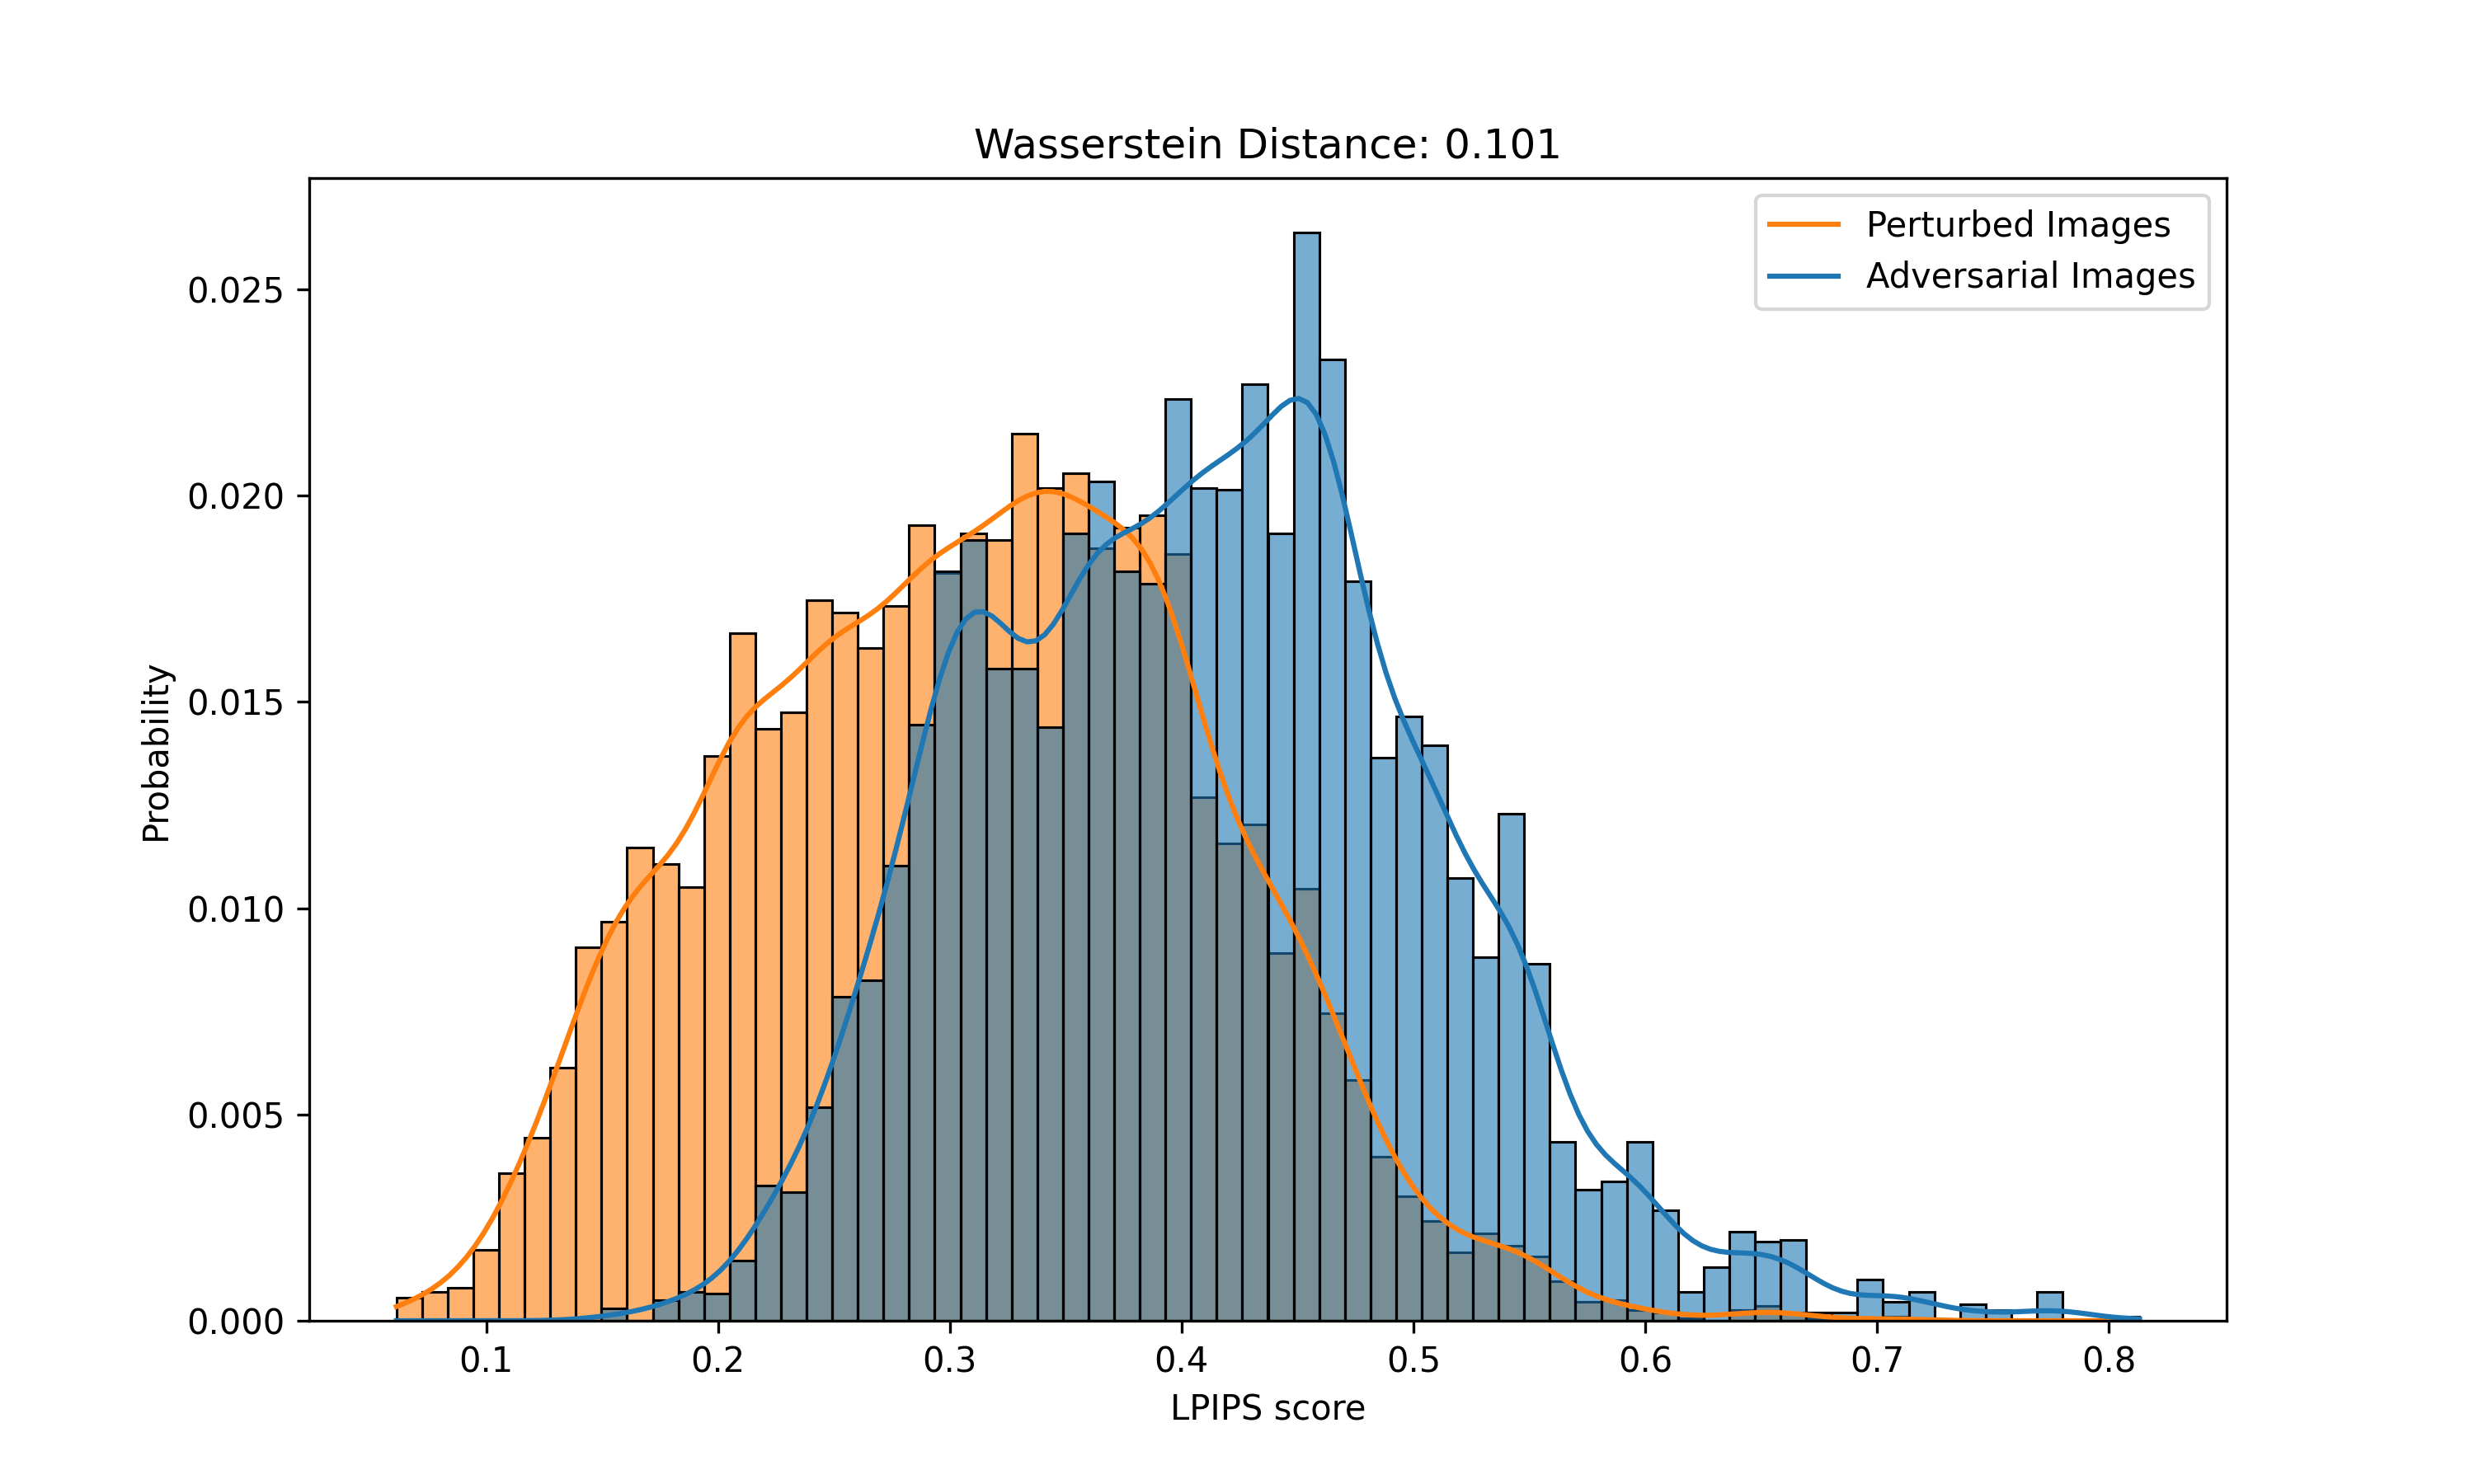 Wasserstein Distance: 0.101
Perturbed Images
Adversarial Images
Probability
0.025
0.020
0.015
0.010
0.005
0.000
0.1 0.2 0.3 0.4 0.5 0.6 0.7 0.8
LPIPS score